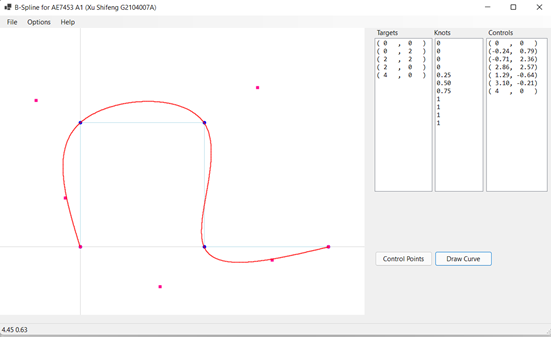 B-Spline for AE7453 A1 (Xu Shifeng G2104007A)
File Options Help
Targets Knots Controls
( 0 , 0 ) 0 ( 0 , 0 )
( 0 , 2 ) 0 (-0.24, 0.79)
( 2 , 2 ) 0 (-0.71, 2.36)
( 2 , 0 ) 0 ( 2.86, 2.57)
( 4 , 0 ) 0.25 ( 1.29, -0.64)
0.50 ( 3.10, -0.21)
0.75 ( 4 , 0 )
1
1
1
1
Control Points Draw Curve
4.45 0.63